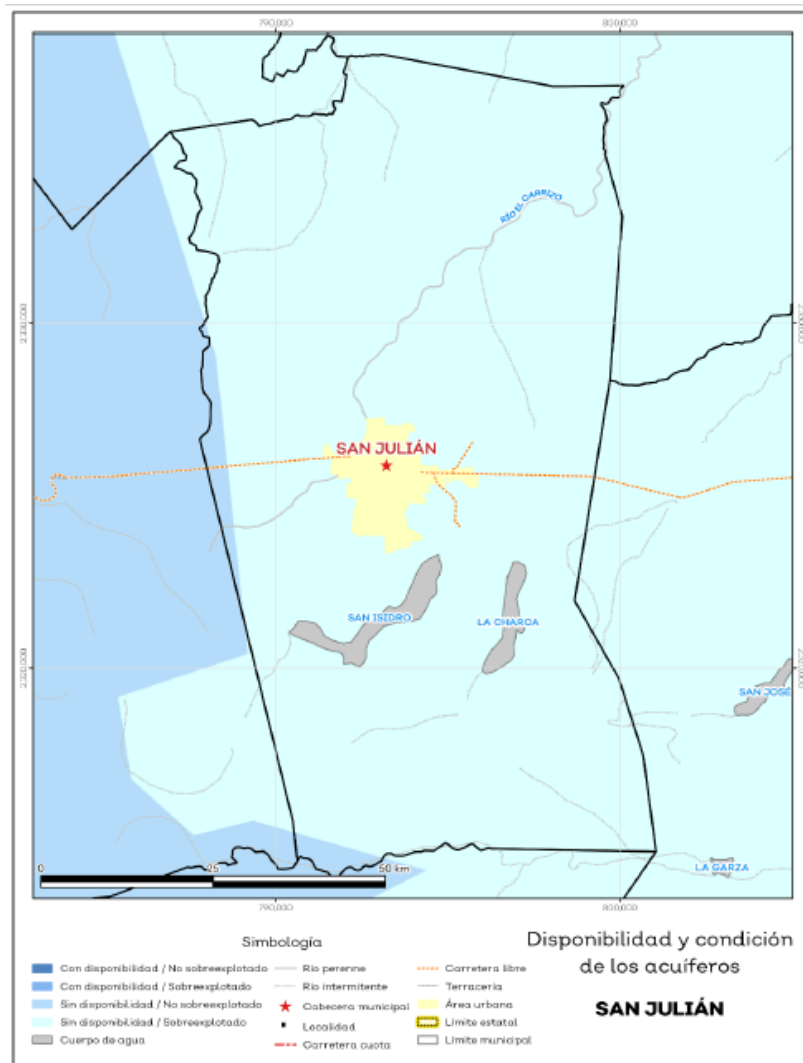 790,000
800,000
RÍO EL CARRIZO
SAN JULIÁN
SAN ISIDRO
LA CHARCA
SAN JOSÉ
LA GARZA
0
25
50 km
790,000
800,000
Simbología
Con disponibilidad / No sobreexplotado
Con disponibilidad / Sobreexplotado
Sin disponibilidad / No sobreexplotado
Sin disponibilidad / Sobreexplotado
Cuerpo de agua
Río perenne
Río intermitente
Cabecera municipal
Localidad
Carretera cuota
Carretera libre
Terracería
Área urbana
Límite estatal
Límite municipal
Disponibilidad y condición
de los acuíferos
SAN JULIÁN